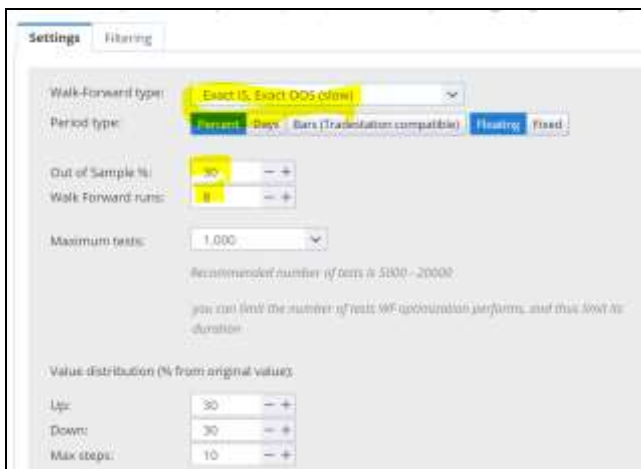 Settings Filtering
Walk-Forward type: Exact IS, Exact OOS (slow)
Period type: Percent Days Bars (Tradestation compatible) Floating Fixed
Out of Sample %: 30
Walk Forward runs: 8
Maximum tests: 1,000
Recommended number of tests is 5000 - 20000
you can limit the number of tests WF optimization performs, and thus limit its
duration
Value distribution (% from original value):
Up: 30
Down: 30
Max steps: 10